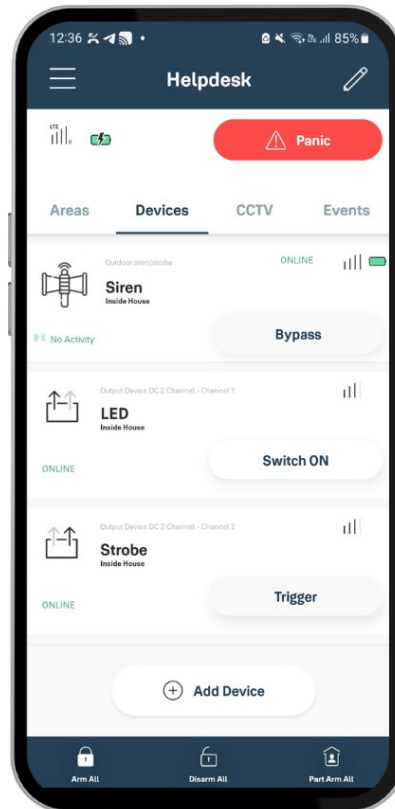 12:36
85%
Helpdesk
LTE
Panic
Areas Devices CCTV Events
Outdoor siren/strobe
ONLINE
Siren
Inside House
No Activity
Bypass
Output Device DC 2 Channel - Channel 1
LED
Inside House
ONLINE
Switch ON
Output Device DC 2 Channel - Channel 2
Strobe
Inside House
ONLINE
Trigger
Add Device
Arm All Disarm All Part Arm All